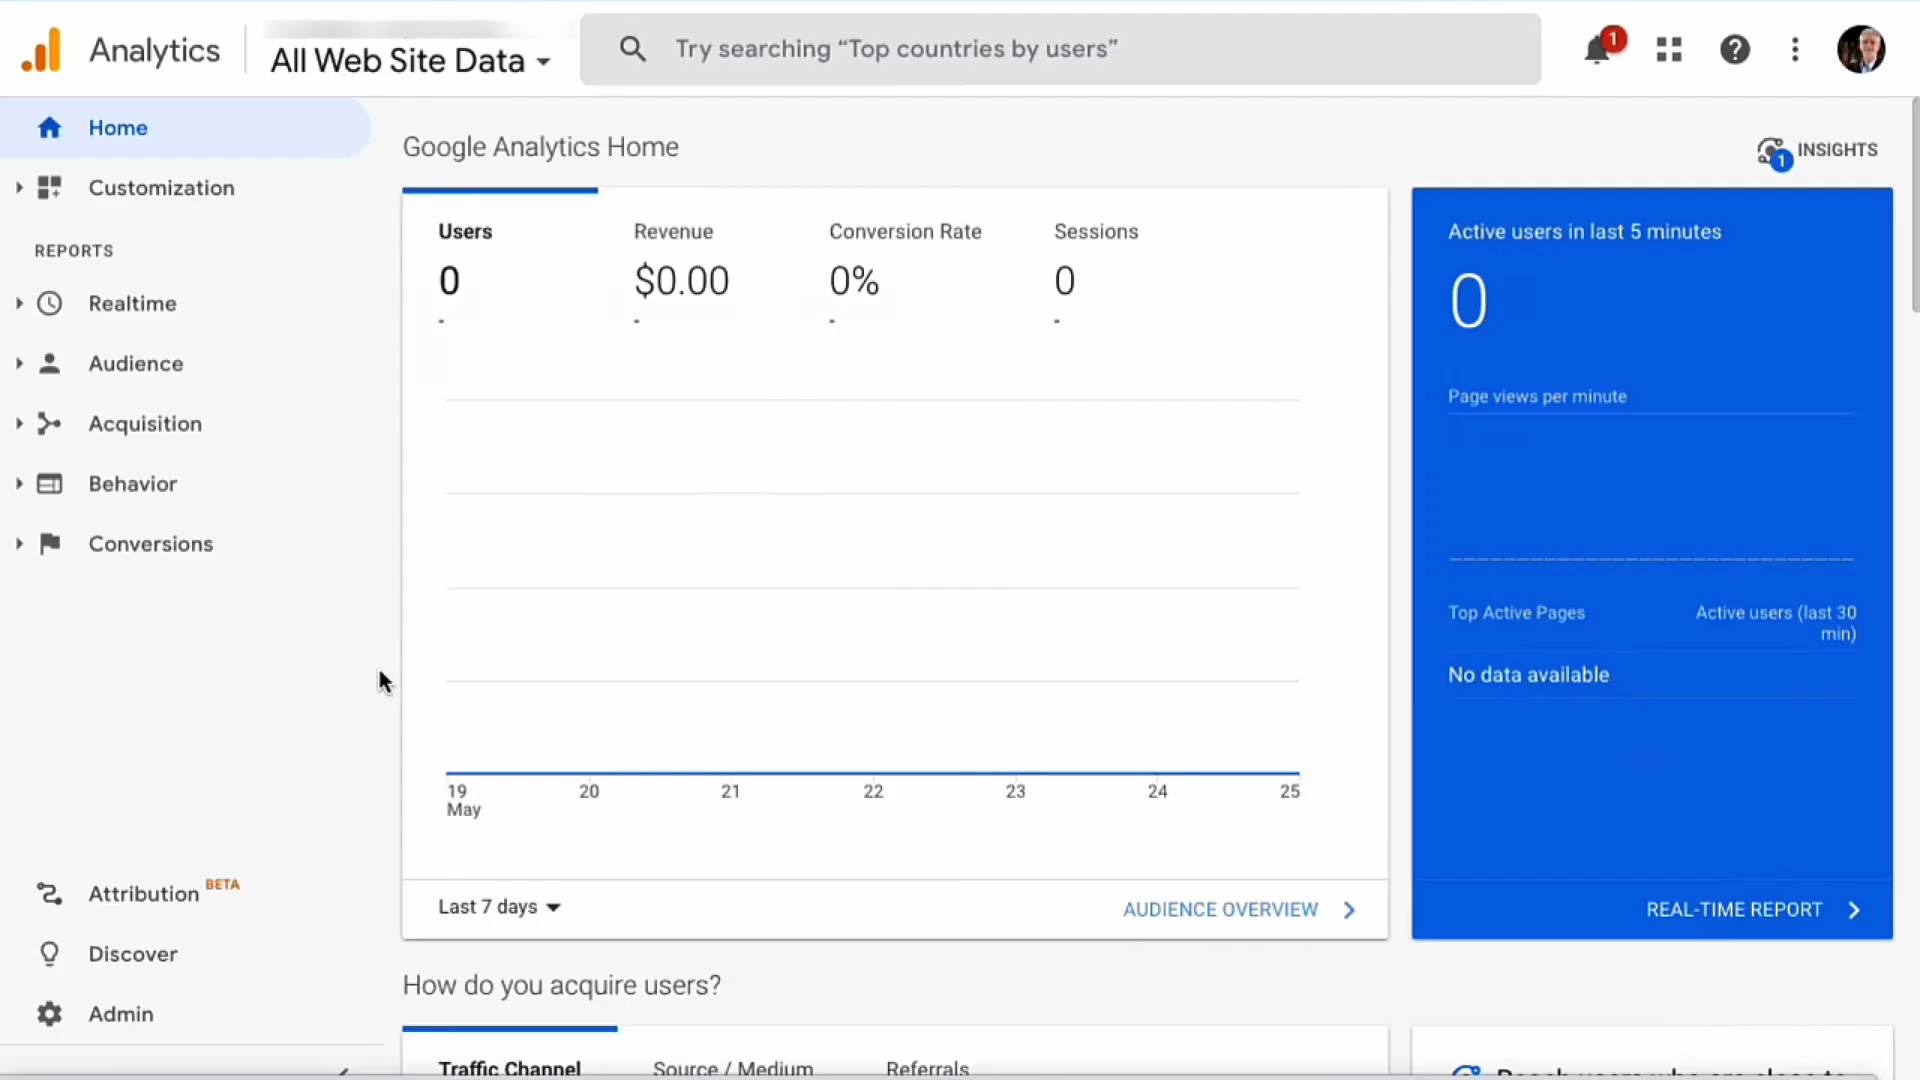 Analytics
All Web Site Data
Try searching “Top countries by users”
1
Home
Customization
REPORTS
Realtime
Audience
Acquisition
Behavior
Conversions
Attribution BETA
Discover
Admin
Google Analytics Home
1
INSIGHTS
Users
Revenue
Conversion Rate
Sessions
0
$0.00
0%
0
-
-
-
-
19
May
20
21
22
23
24
25
Last 7 days
AUDIENCE OVERVIEW
Active users in last 5 minutes
0
Page views per minute
Top Active Pages
Active users (last 30
min)
No data available
REAL-TIME REPORT
How do you acquire users?
Traffic Channel
Source / Medium
Referrals